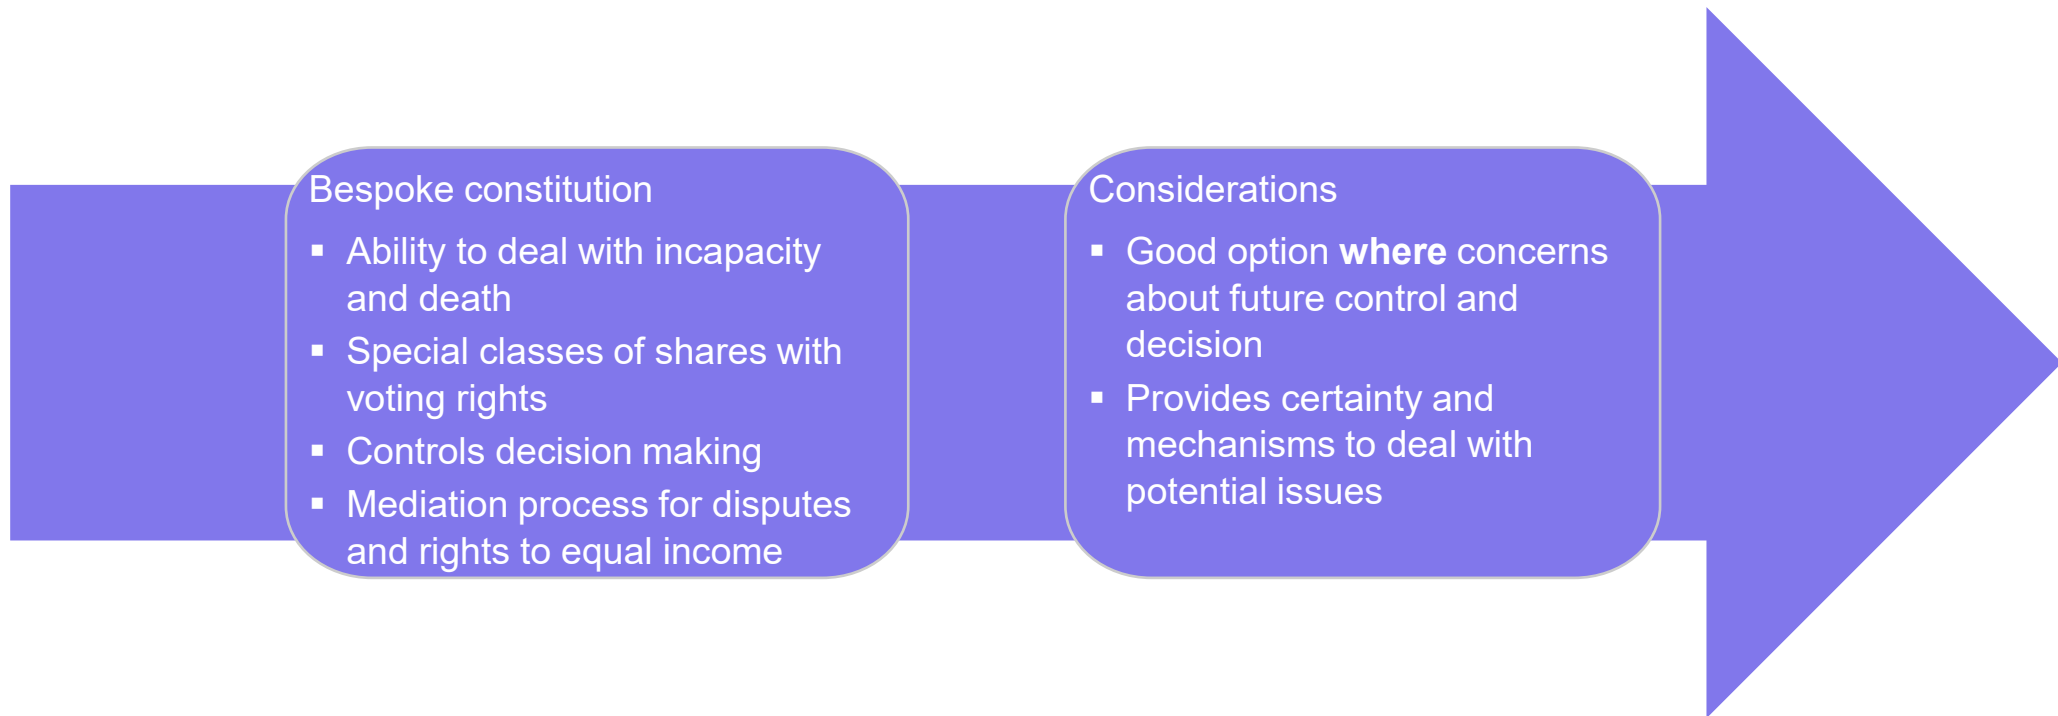 Bespoke constitution
▪ Ability to deal with incapacity
and death
▪ Special classes of shares with
voting rights
▪ Controls decision making
▪ Mediation process for disputes
and rights to equal income
Considerations
▪ Good option where concerns
about future control and
decision
▪ Provides certainty and
mechanisms to deal with
potential issues